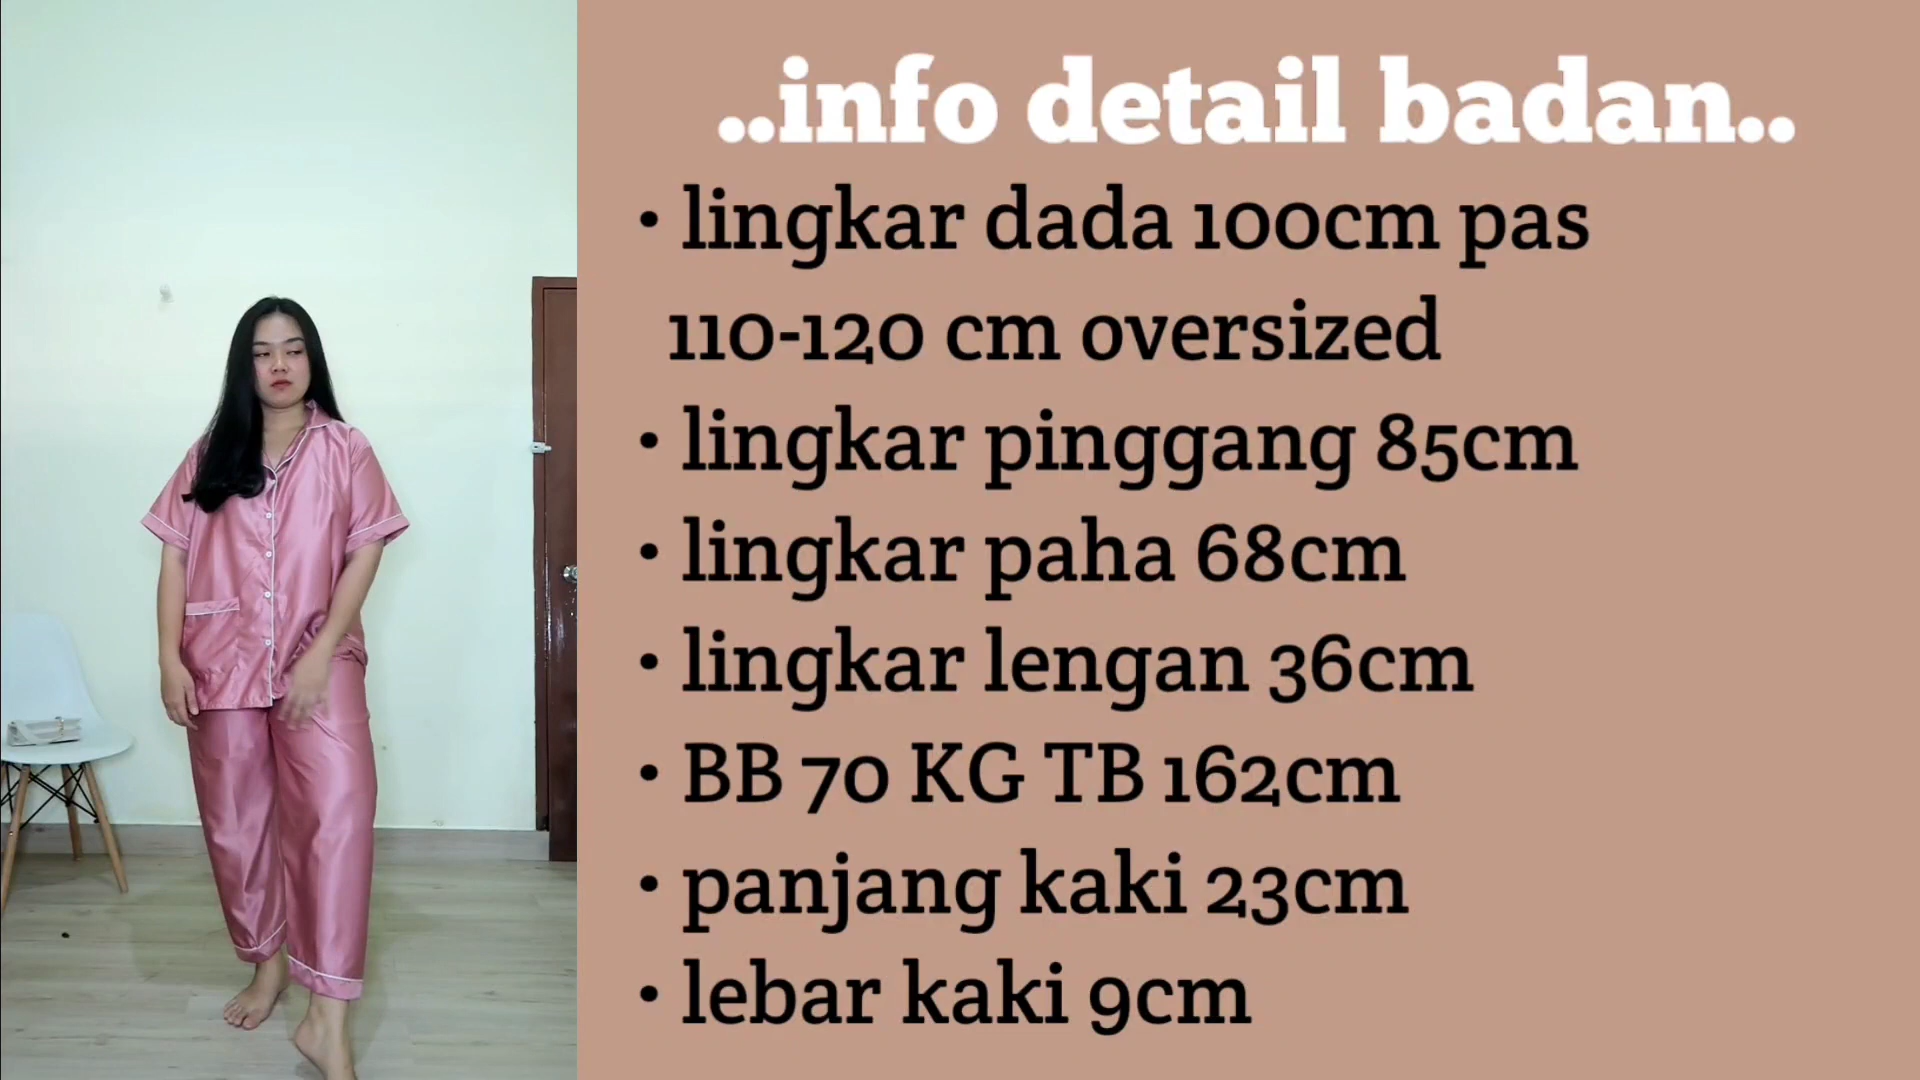 ..info detail badan..
• lingkar dada 100cm pas
110-120 cm oversized
• lingkar pinggang 85cm
• lingkar paha 68cm
• lingkar lengan 36cm
• BB 70 KG TB 162cm
• panjang kaki 23cm
• lebar kaki 9cm